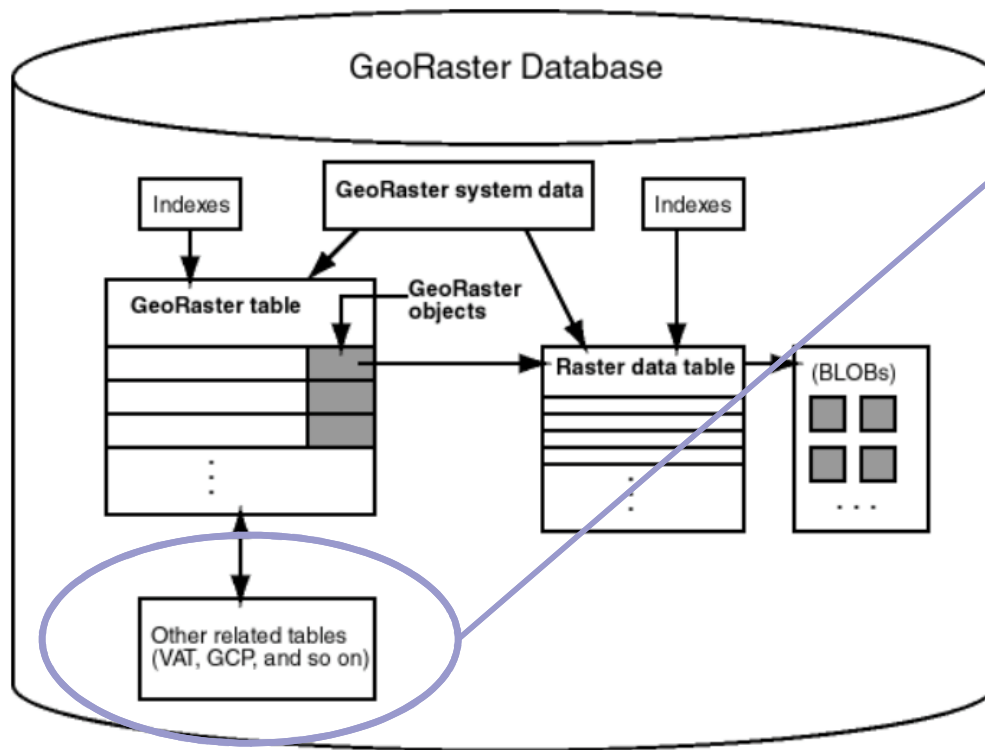 GeoRaster Database
Indexes
GeoRaster system data
Indexes
GeoRaster table
GeoRaster
objects
Raster data table
(BLOBs)
. . .
Other related tables
(VAT, GCP, and so on)